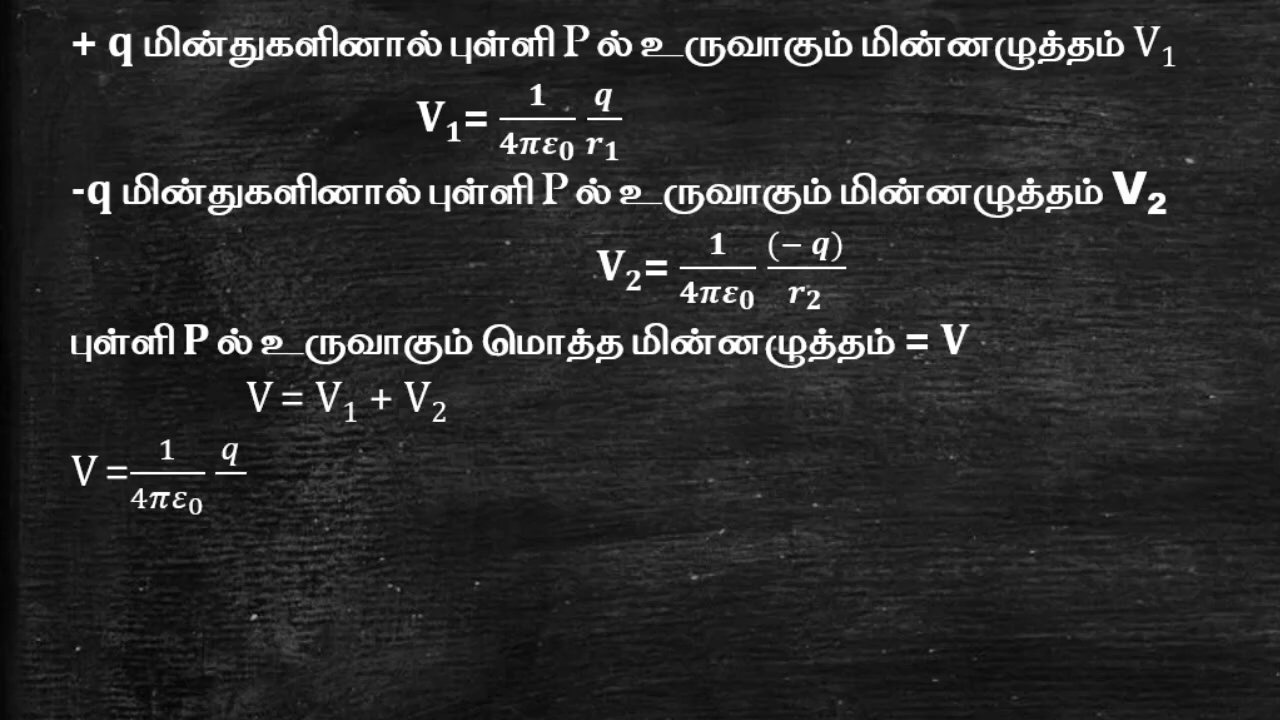 + q மின்துகளினால் புள்ளி P ல் உருவாகும் மின்னழுத்தம் V₁
V₁= 1/4πε₀ q/r₁
-q மின்துகளினால் புள்ளி P ல் உருவாகும் மின்னழுத்தம் V₂
V₂= 1/4πε₀ (− q)/r₂
புள்ளி P ல் உருவாகும் மொத்த மின்னழுத்தம் = V
V = V₁ + V₂
V = 1/4πε₀ q/